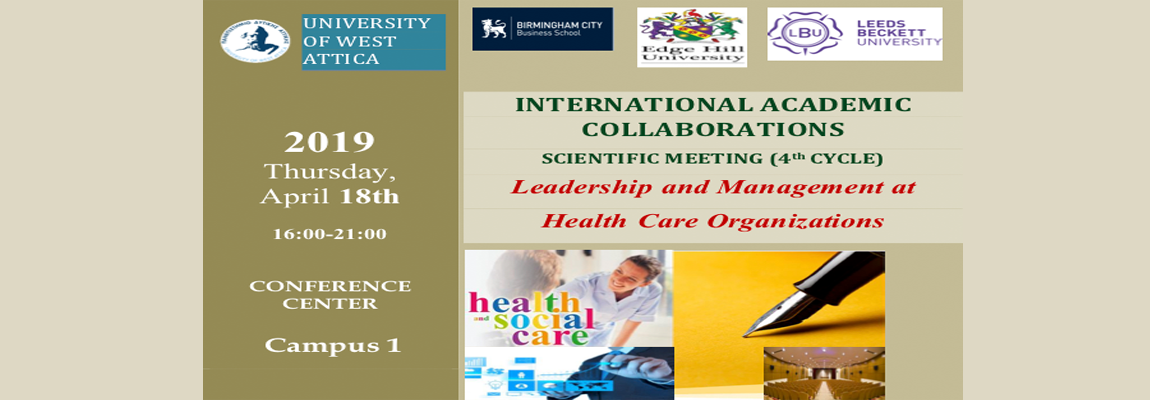 UNIVERSITY
OF WEST
ATTICA
2019
Thursday,
April 18th
16:00-21:00
CONFERENCE
CENTER
Campus 1
BIRMINGHAM CITY
Business School
Edge Hill
University
LBU
LEEDS
BECKETT
UNIVERSITY
INTERNATIONAL ACADEMIC
COLLABORATIONS
SCIENTIFIC MEETING (4th CYCLE)
Leadership and Management at
Health Care Organizations
health
and social
care